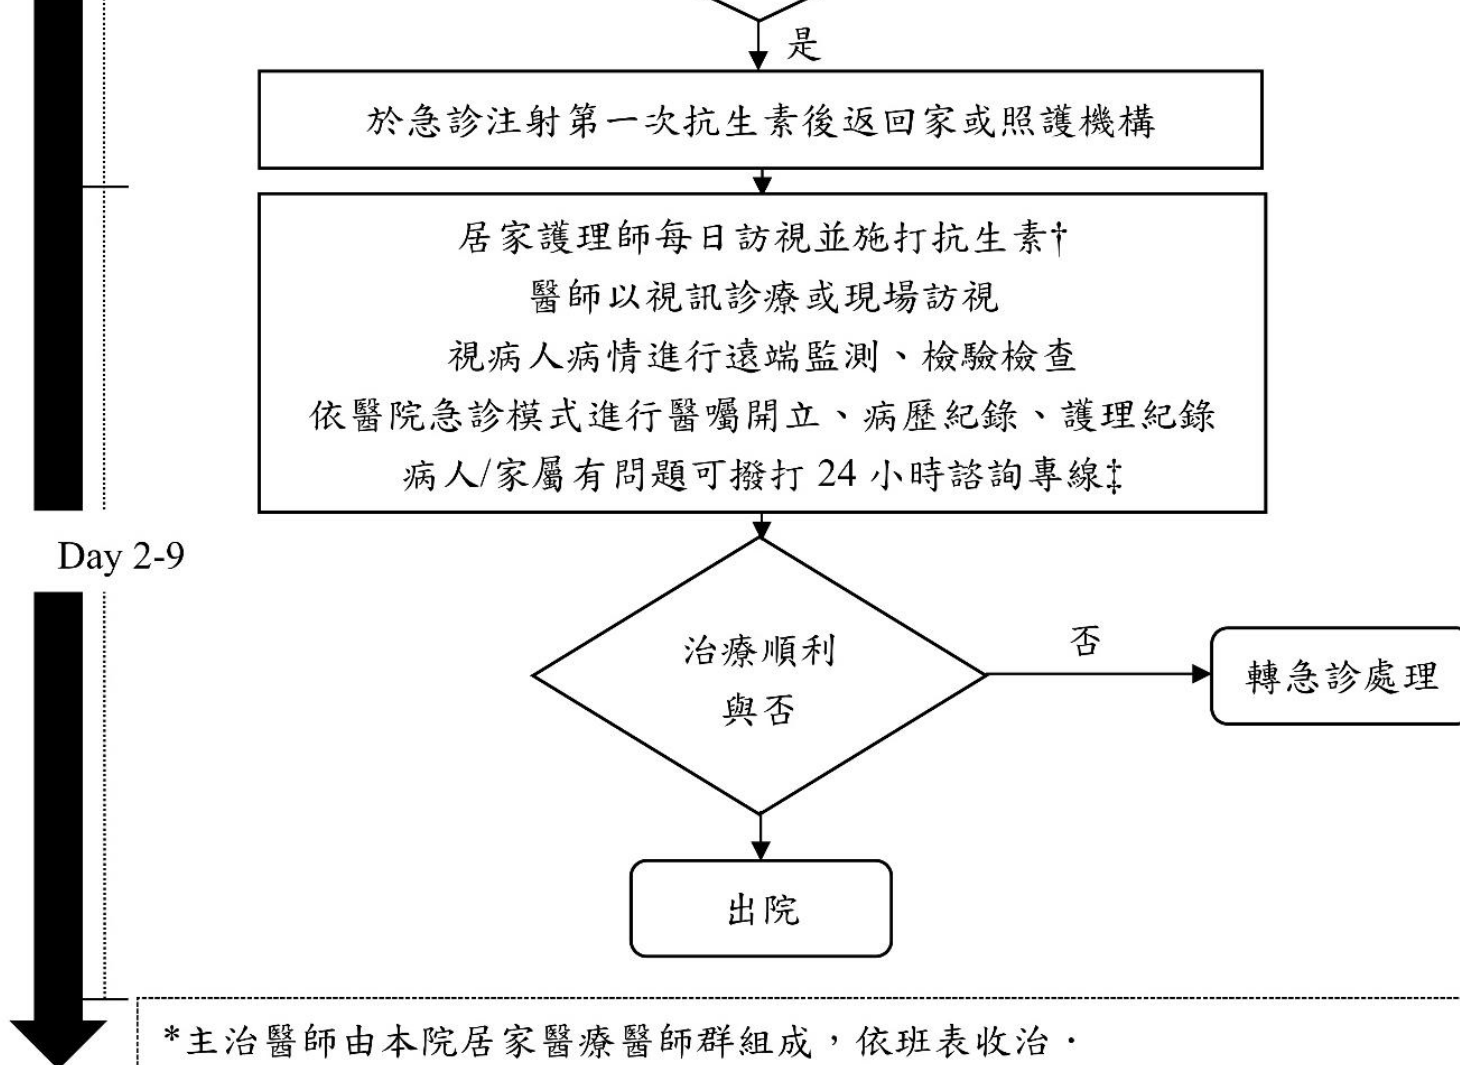 是
於急診注射第一次抗生素後返回家或照護機構
居家護理師每日訪視並施打抗生素†
醫師以視訊診療或現場訪視
視病人病情進行遠端監測、檢驗檢查
依醫院急診模式進行醫囑開立、病歷紀錄、護理紀錄
病人/家屬有問題可撥打 24 小時諮詢專線‡
Day 2-9
治療順利
與否
否
轉急診處理
出院
*主治醫師由本院居家醫療醫師群組成，依班表收治．